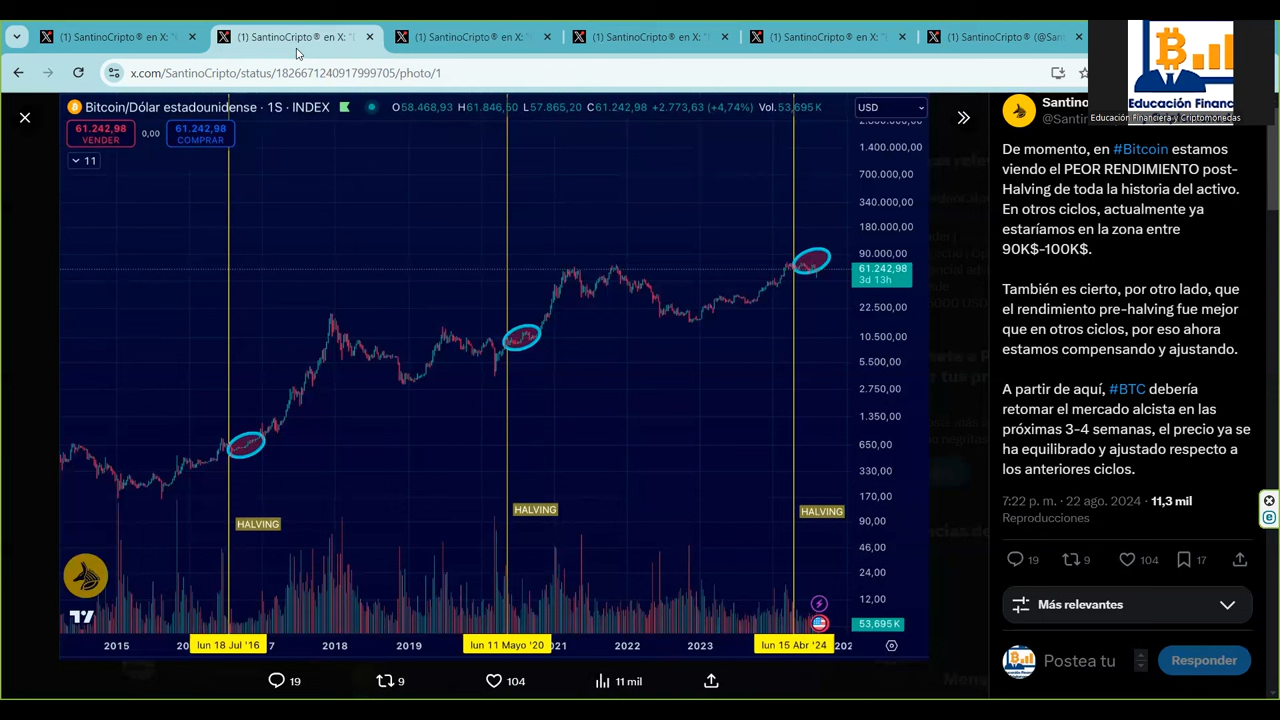 (1) SantinoCripto® en X: "
(1) SantinoCripto® en X: "
(1) SantinoCripto® en X: "
(1) SantinoCripto® en X: "
(1) SantinoCripto® en X: "
(1) SantinoCripto® (@San
x.com/SantinoCripto/status/1826671240917999705/photo/1
Educación Financi
Educación Financiera y Criptomonedas
Bitcoin/Dólar estadounidense · 1S · INDEX
O58.468,93 H61.846,50 L57.865,20 C61.242,98 +2.773,63 (+4,74%) Vol.53,695 K
USD
61.242,98
VENDER
0,00
61.242,98
COMPRAR
11
1.400.000,00
700.000,00
340.000,00
180.000,00
90.000,00
61.242,98
3d 13h
22.500,00
10.500,00
5.500,00
2.750,00
1.350,00
650,00
330,00
170,00
90,00
46,00
24,00
12,00
53,695 K
HALVING
HALVING
HALVING
2015
lun 18 Jul '16
7
2018
2019
lun 11 Mayo '20
021
2022
2023
lun 15 Abr '24
202
19
9
104
11 mil
Santino
@Santin
De momento, en #Bitcoin estamos
viendo el PEOR RENDIMIENTO post-
Halving de toda la historia del activo.
En otros ciclos, actualmente ya
estaríamos en la zona entre
90K$-100K$.
También es cierto, por otro lado, que
el rendimiento pre-halving fue mejor
que en otros ciclos, por eso ahora
estamos compensando y ajustando.
A partir de aquí, #BTC debería
retomar el mercado alcista en las
próximas 3-4 semanas, el precio ya se
ha equilibrado y ajustado respecto a
los anteriores ciclos.
7:22 p. m. · 22 ago. 2024 · 11,3 mil
Reproducciones
19
9
104
17
Más relevantes
Postea tu
Responder